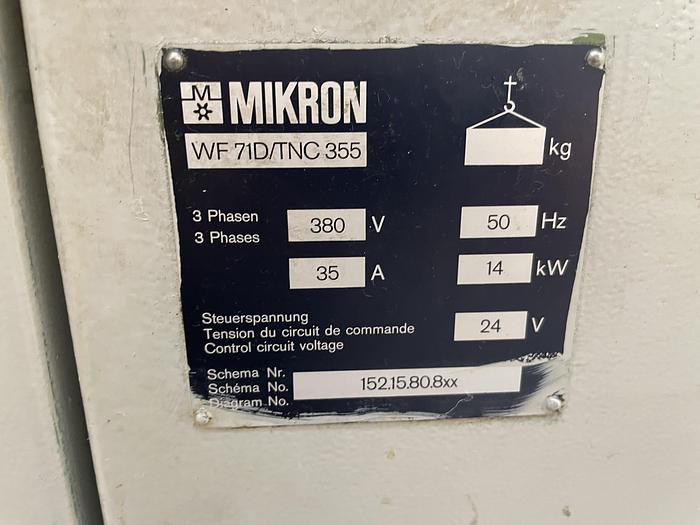 M MIKRON
WF 71D/TNC 355
kg
3 Phasen
3 Phases
380 V
50 Hz
35 A
14 kW
Steuerspannung
Tension du circuit de commande
Control circuit voltage
24 V
Schema Nr.
Schéma No.
Diagram No.
152.15.80.8xx